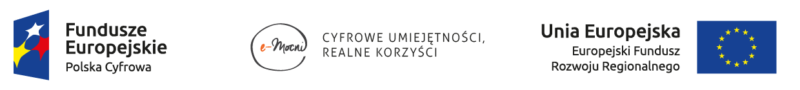 Fundusze
Europejskie
Polska Cyfrowa
e-Mocni
CYFROWE UMIEJĘTNOŚCI,
REALNE KORZYŚCI
Unia Europejska
Europejski Fundusz
Rozwoju Regionalnego